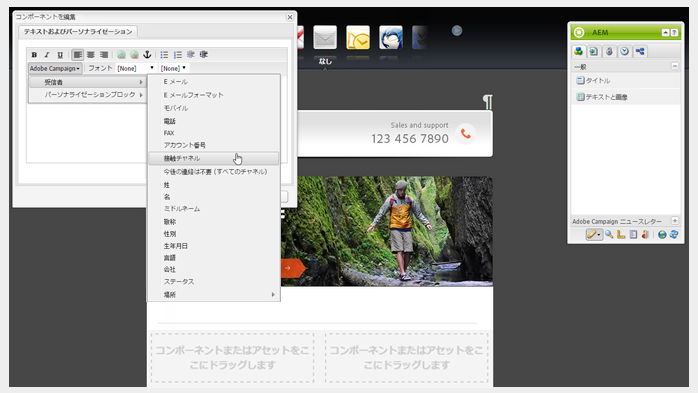 コンポーネントを編集
テキストおよびパーソナライゼーション
B I U
Adobe Campaign フォント [None] [None]
受信者
パーソナライゼーションブロック
E メール
E メールフォーマット
モバイル
電話
FAX
アカウント番号
接触チャネル
今後の連絡は不要 (すべてのチャネル)
姓
名
ミドルネーム
敬称
性別
生年月日
言語
会社
ステータス
場所
なし
Sales and support
123 456 7890
コンポーネントまたはアセットをここにドラッグします
コンポーネントまたはアセットをここにドラッグします
AEM
一般
タイトル
テキストと画像
Adobe Campaign ニュースレター